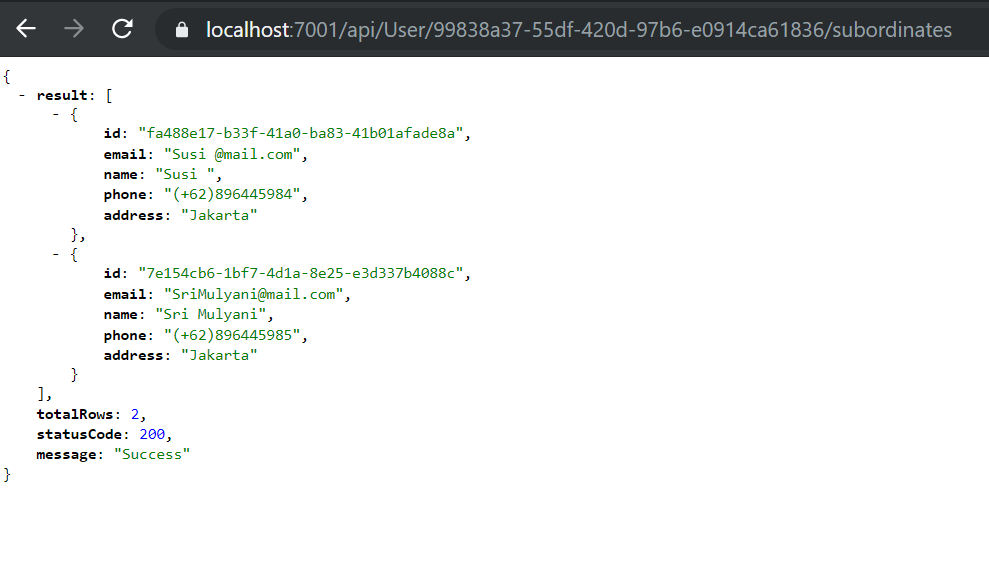 localhost:7001/api/User/99838a37-55df-420d-97b6-e0914ca61836/subordinates
{
- result: [
- {
id: "fa488e17-b33f-41a0-ba83-41b01afade8a",
email: "Susi @mail.com",
name: "Susi ",
phone: "(+62)896445984",
address: "Jakarta"
},
- {
id: "7e154cb6-1bf7-4d1a-8e25-e3d337b4088c",
email: "SriMulyani@mail.com",
name: "Sri Mulyani",
phone: "(+62)896445985",
address: "Jakarta"
}
],
totalRows: 2,
statusCode: 200,
message: "Success"
}